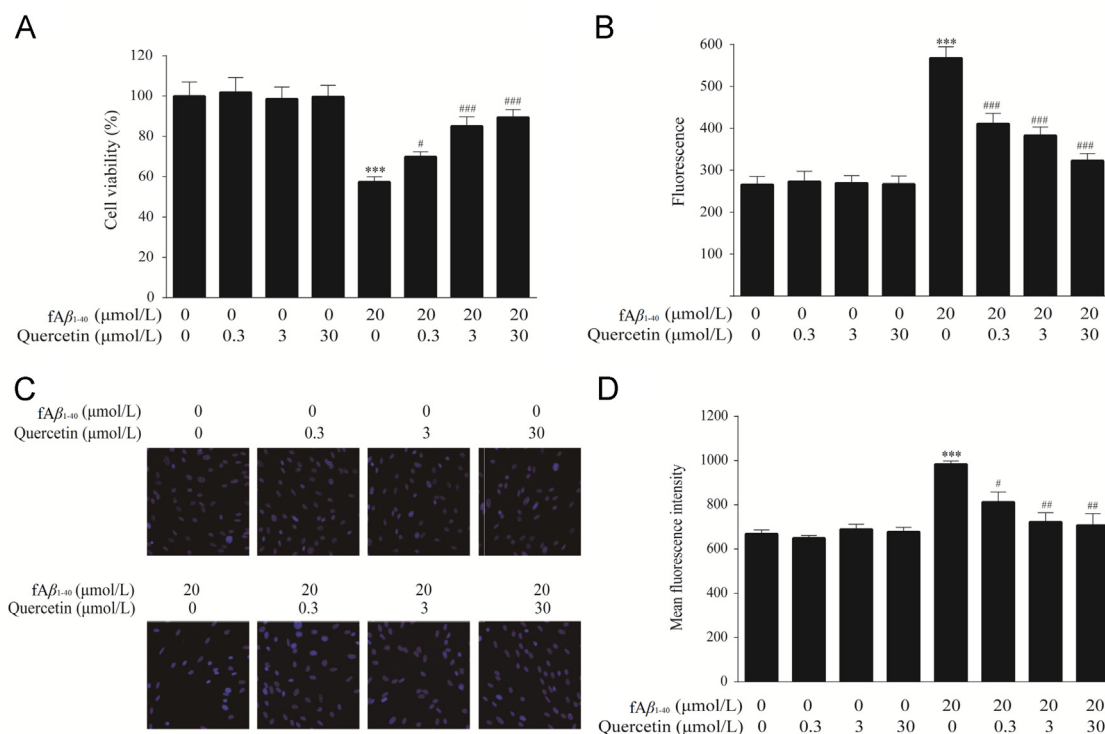 A
120
100
80
60
40
20
0
Cell viability (%)
***
#
###
###
fAβ1-40 (μmol/L) 0 0 0 0 20 20 20 20
Quercetin (μmol/L) 0 0.3 3 30 0 0.3 3 30
B
600
500
400
300
200
0
Fluorescence
***
###
###
###
fAβ1-40 (μmol/L) 0 0 0 0 20 20 20 20
Quercetin (μmol/L) 0 0.3 3 30 0 0.3 3 30
C
fAβ1-40 (μmol/L) 0 0 0 0
Quercetin (μmol/L) 0 0.3 3 30
fAβ1-40 (μmol/L) 20 20 20 20
Quercetin (μmol/L) 0 0.3 3 30
D
1200
1000
800
600
400
200
0
Mean fluorescence intensity
***
#
##
##
fAβ1-40 (μmol/L) 0 0 0 0 20 20 20 20
Quercetin (μmol/L) 0 0.3 3 30 0 0.3 3 30